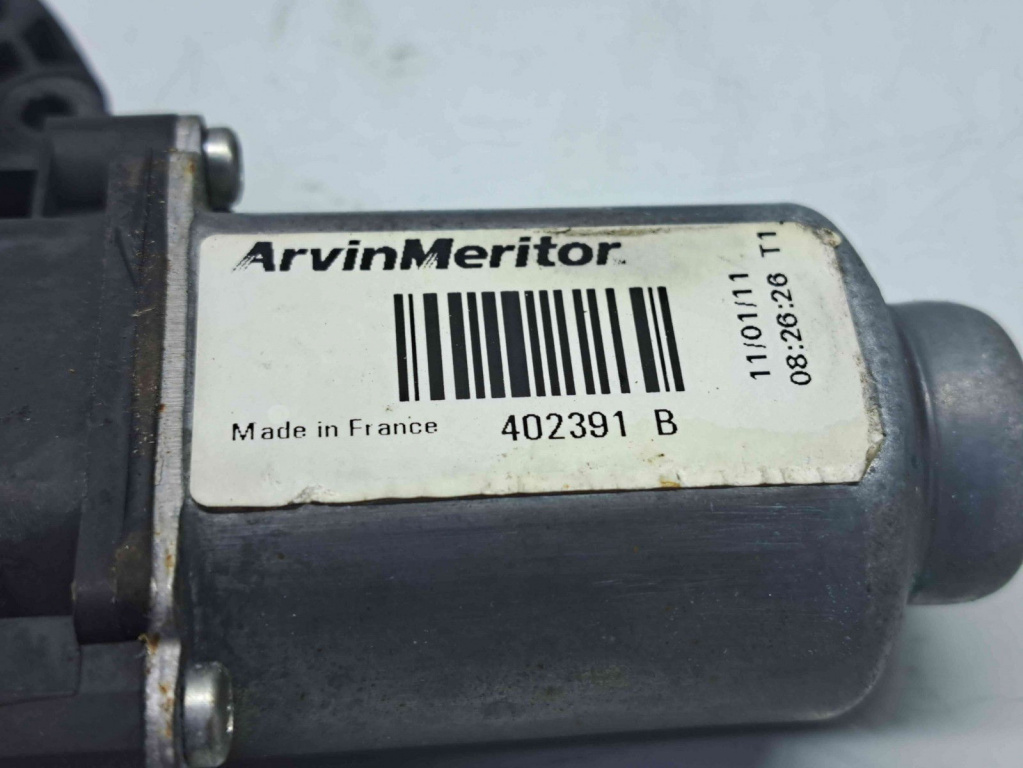 ArvinMeritor
Made in France
402391 B
11/01/11
08:26:26 T1